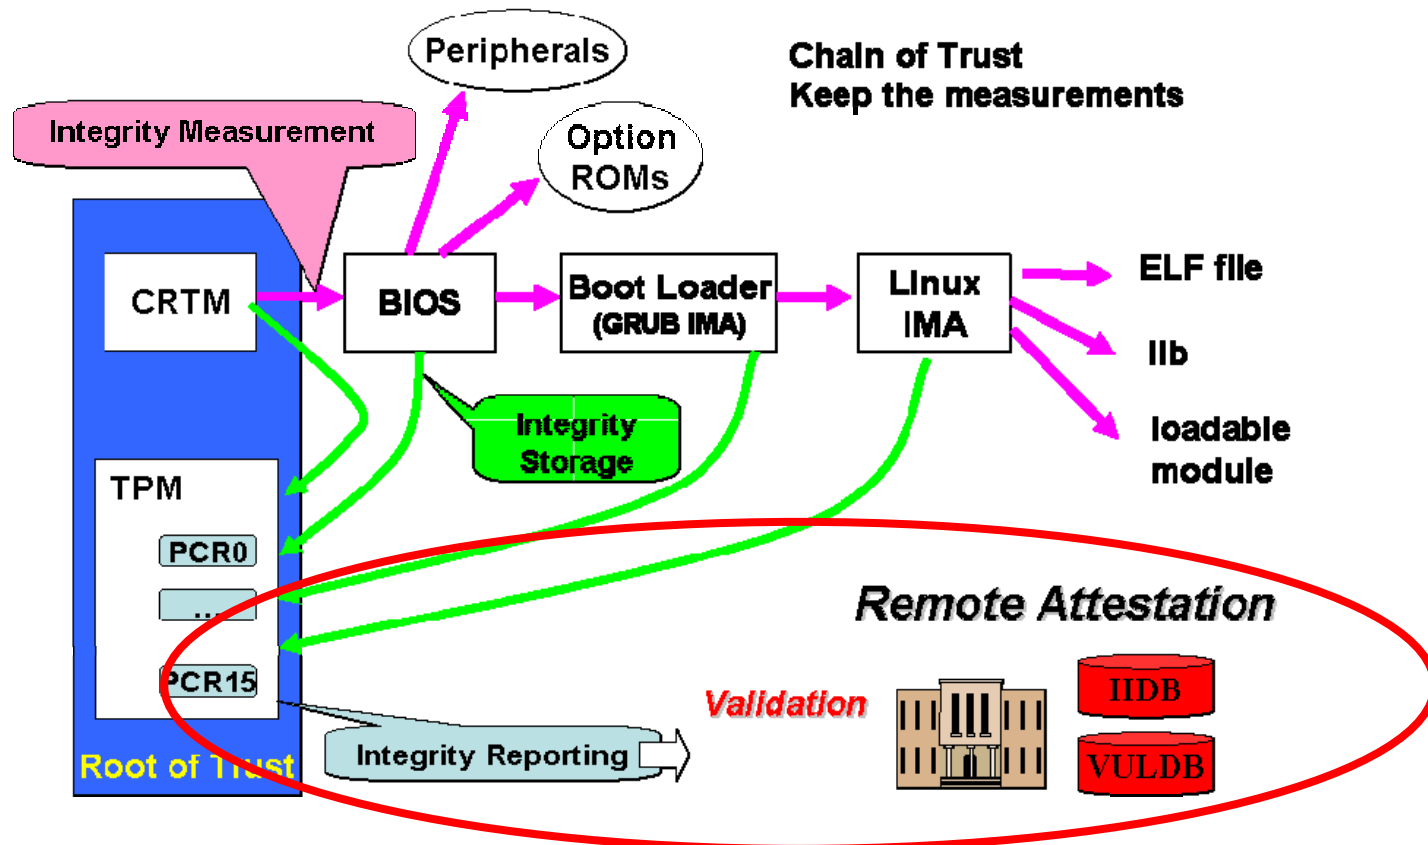 Peripherals
Chain of Trust
Keep the measurements
Integrity Measurement
Option
ROMs
CRTM
BIOS
Boot Loader
(GRUB IMA)
Linux
IMA
ELF file
lib
loadable
module
Integrity
Storage
TPM
PCR0
...
PCR15
Root of Trust
Remote Attestation
Validation
IIDB
VULDB
Integrity Reporting